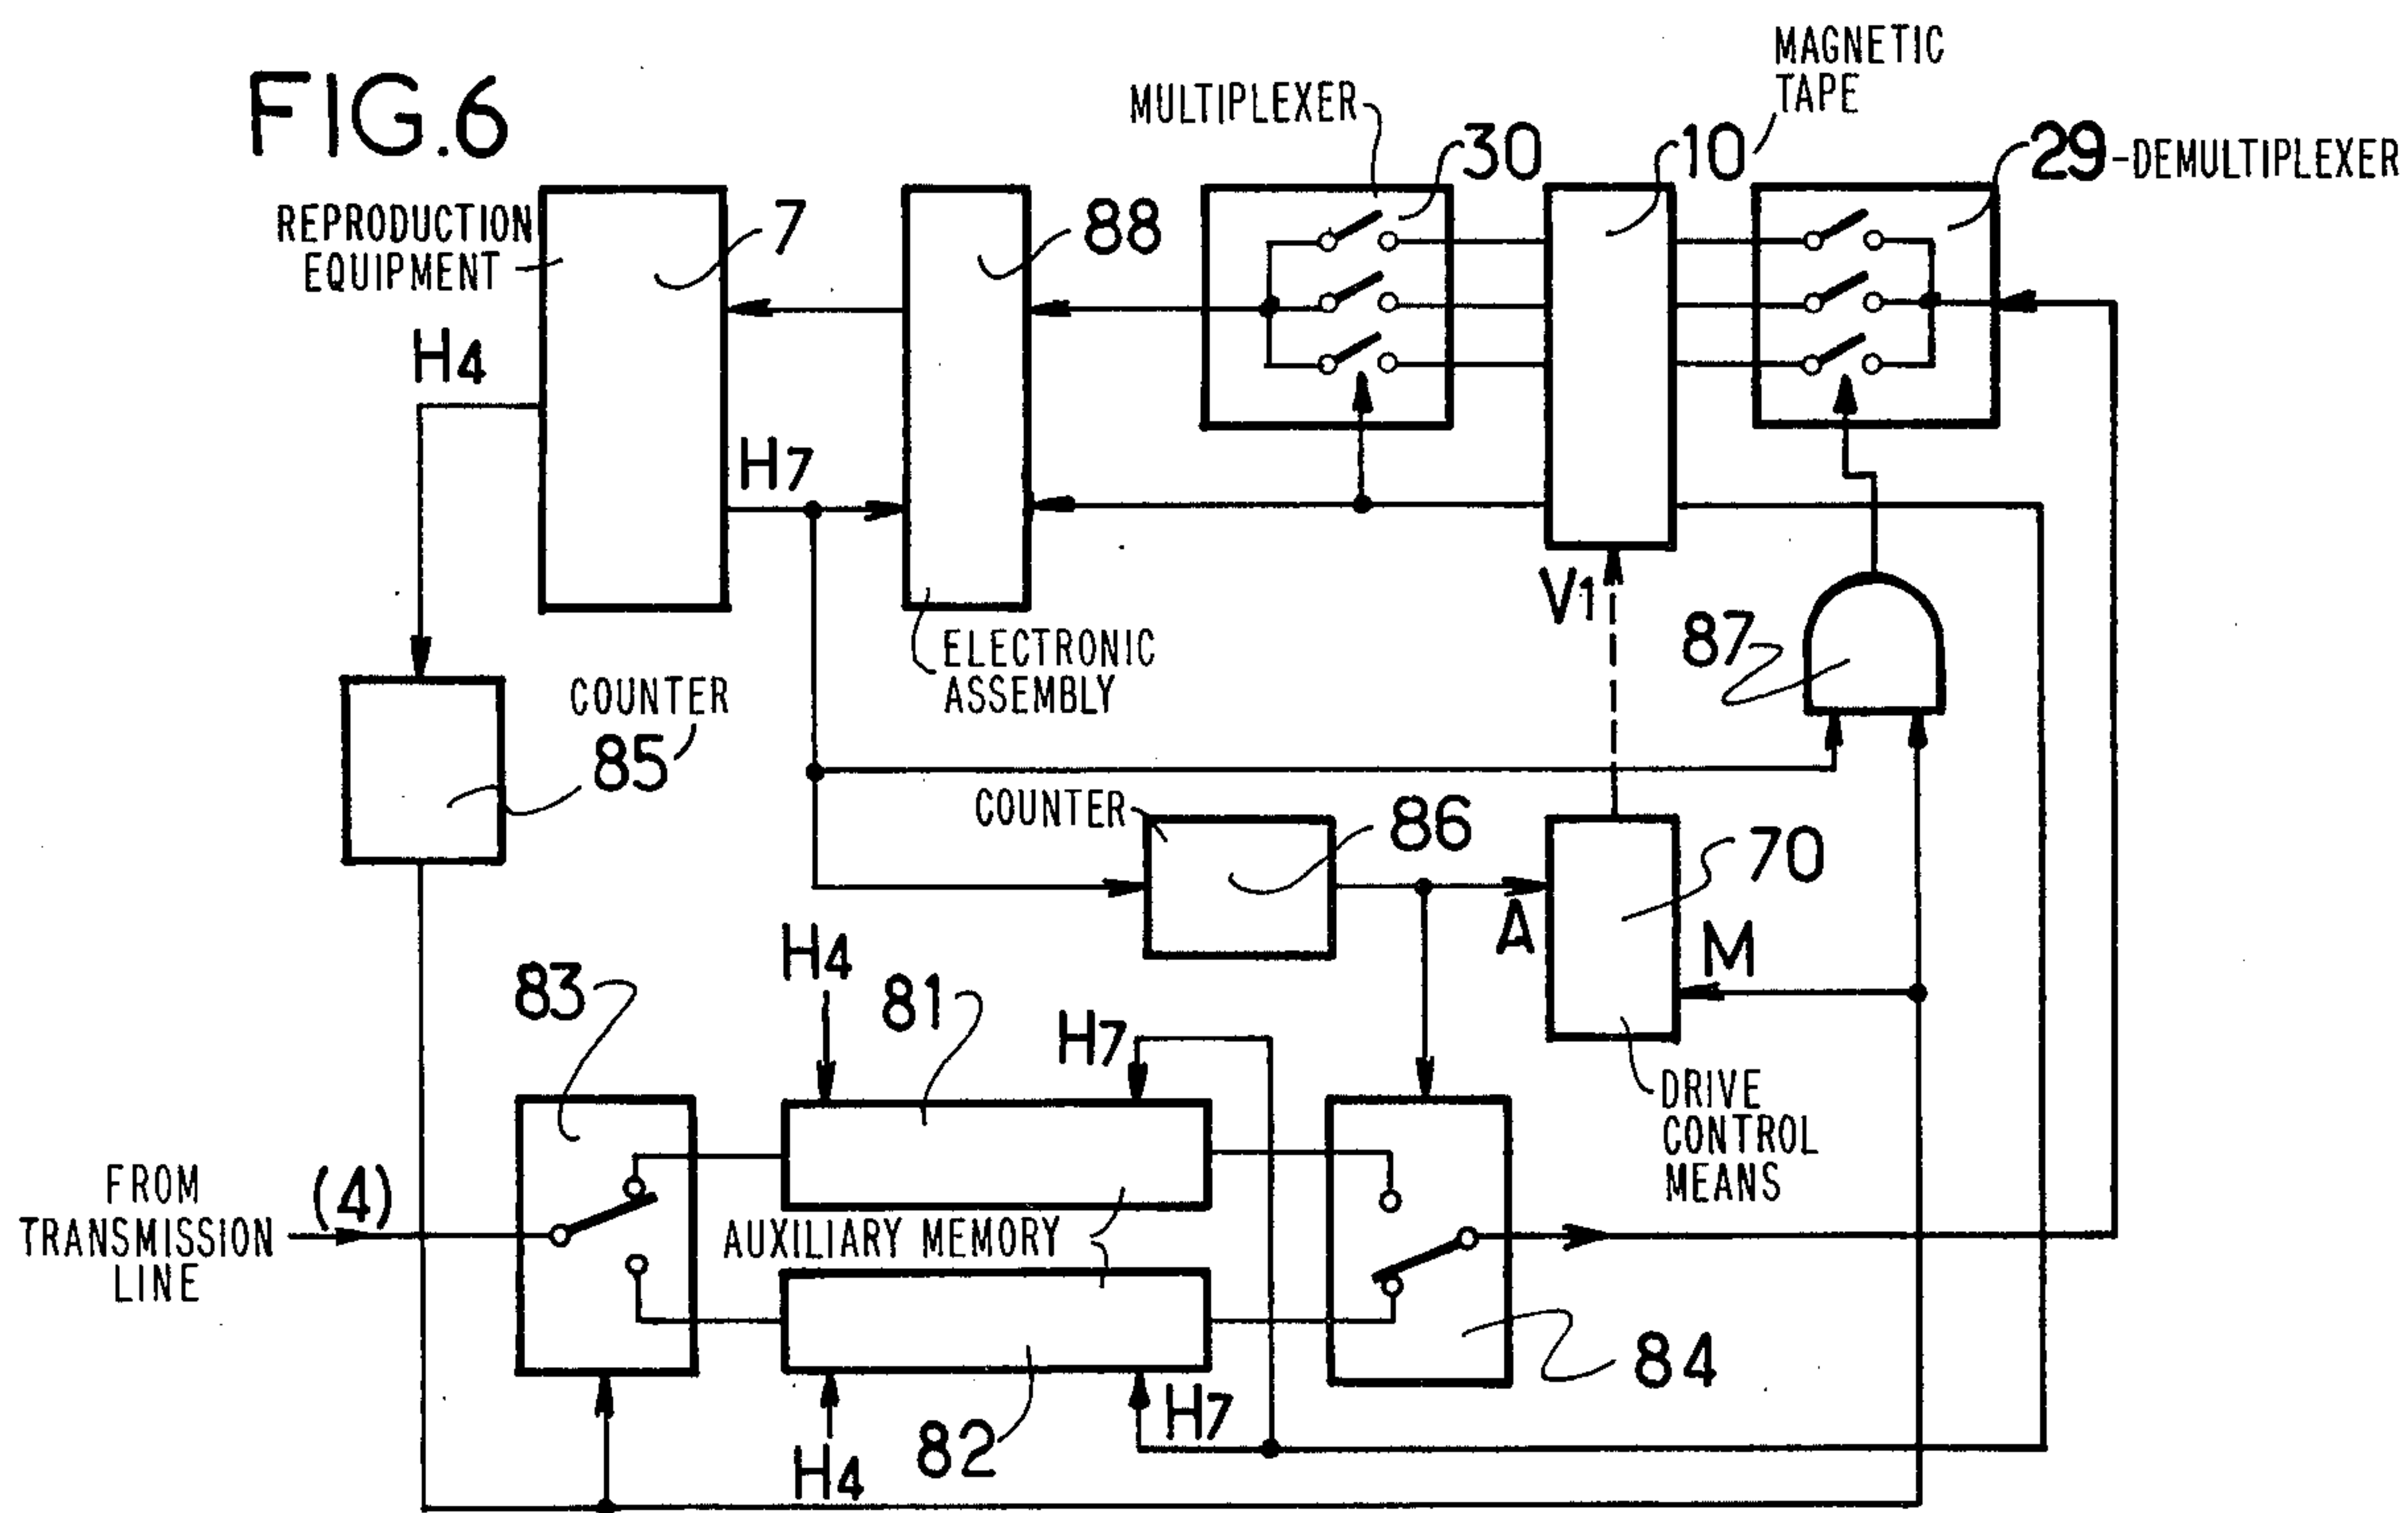 FIG.6
MAGNETIC
TAPE
MULTIPLEXER
30
10
29-DEMULTIPLEXER
REPRODUCTION
EQUIPMENT
7
88
H4
H7
V1
87
ELECTRONIC
ASSEMBLY
COUNTER
85
COUNTER
86
70
A
M
H4
83
81
H7
DRIVE
CONTROL
MEANS
FROM
TRANSMISSION
LINE
(4)
AUXILIARY MEMORY
84
82
H7
H4